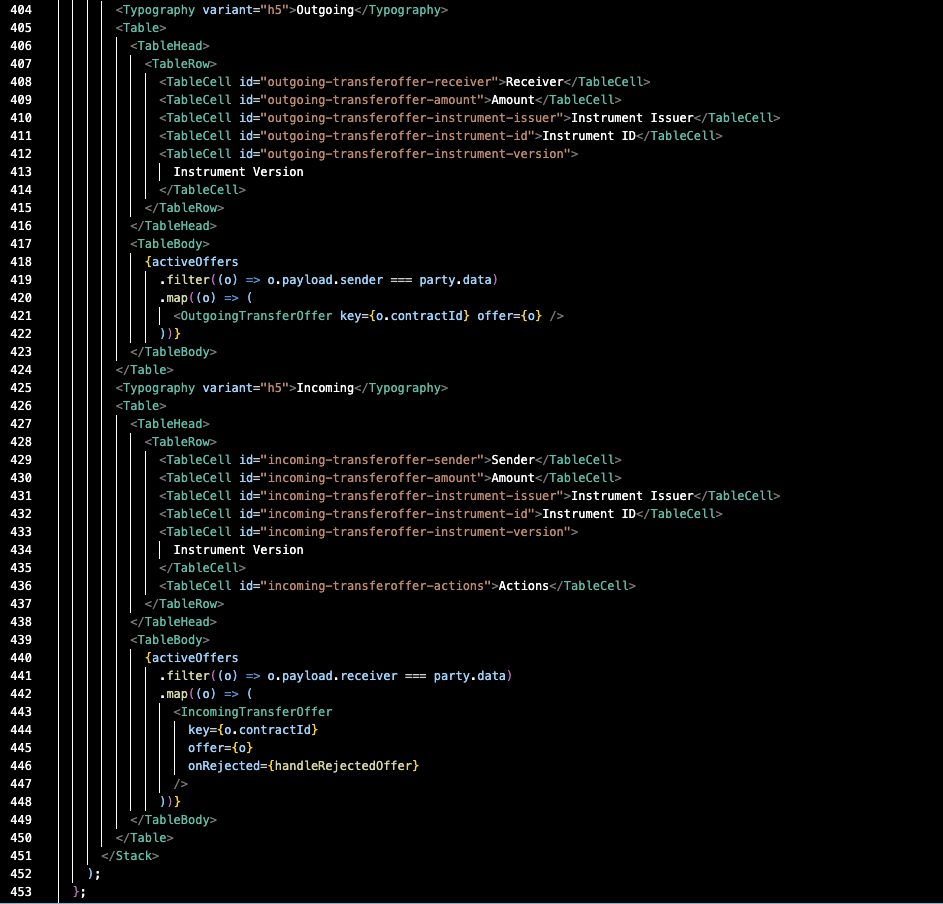 404 <Typography variant="h5">Outgoing</Typography>
405 <Table>
406 <TableHead>
407 <TableRow>
408 <TableCell id="outgoing-transferoffer-receiver">Receiver</TableCell>
409 <TableCell id="outgoing-transferoffer-amount">Amount</TableCell>
410 <TableCell id="outgoing-transferoffer-instrument-issuer">Instrument Issuer</TableCell>
411 <TableCell id="outgoing-transferoffer-instrument-id">Instrument ID</TableCell>
412 <TableCell id="outgoing-transferoffer-instrument-version">
413 Instrument Version
414 </TableCell>
415 </TableRow>
416 </TableHead>
417 <TableBody>
418 {activeOffers
419 .filter((o) => o.payload.sender === party.data)
420 .map((o) => (
421 <OutgoingTransferOffer key={o.contractId} offer={o} />
422 ))}
423 </TableBody>
424 </Table>
425 <Typography variant="h5">Incoming</Typography>
426 <Table>
427 <TableHead>
428 <TableRow>
429 <TableCell id="incoming-transferoffer-sender">Sender</TableCell>
430 <TableCell id="incoming-transferoffer-amount">Amount</TableCell>
431 <TableCell id="incoming-transferoffer-instrument-issuer">Instrument Issuer</TableCell>
432 <TableCell id="incoming-transferoffer-instrument-id">Instrument ID</TableCell>
433 <TableCell id="incoming-transferoffer-instrument-version">
434 Instrument Version
435 </TableCell>
436 <TableCell id="incoming-transferoffer-actions">Actions</TableCell>
437 </TableRow>
438 </TableHead>
439 <TableBody>
440 {activeOffers
441 .filter((o) => o.payload.receiver === party.data)
442 .map((o) => (
443 <IncomingTransferOffer
444 key={o.contractId}
445 offer={o}
446 onRejected={handleRejectedOffer}
447 />
448 ))}
449 </TableBody>
450 </Table>
451 </Stack>
452 );
453 };